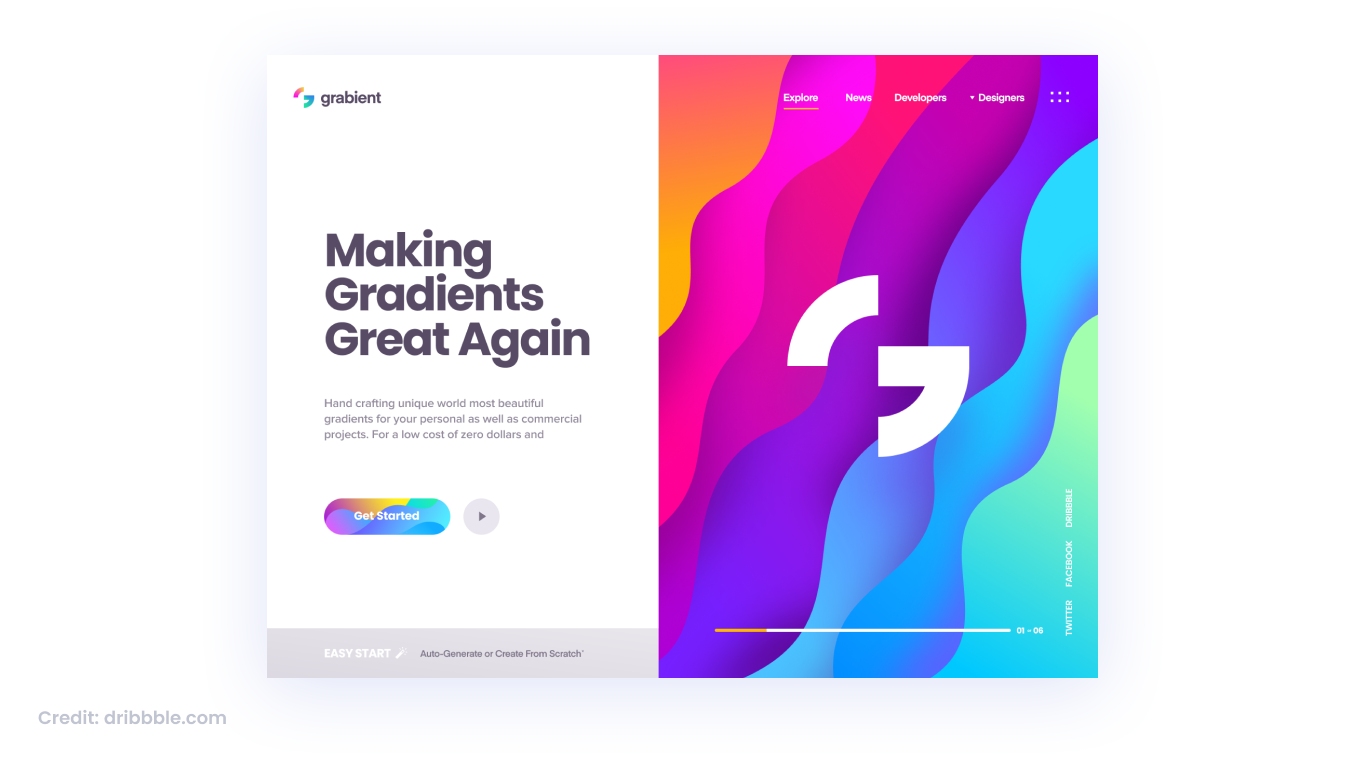 grabient
Explore News Developers Designers
Making
Gradients
Great Again
Hand crafting unique world most beautiful
gradients for your personal as well as commercial
projects. For a low cost of zero dollars and
Get Started
EASY START Auto-Generate or Create From Scratch*
01 - 06
TWITTER FACEBOOK DRIBBBLE
Credit: dribbble.com